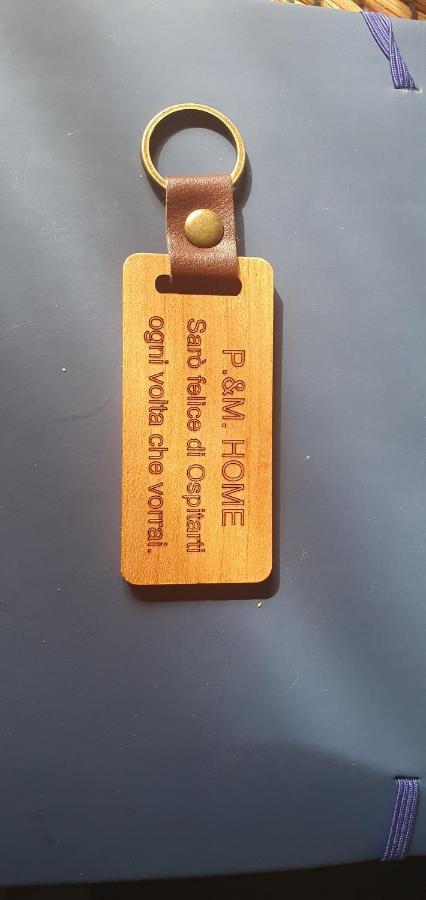 P.&M. HOME
Sarò felice di Ospitarti
ogni volta che vorrai.